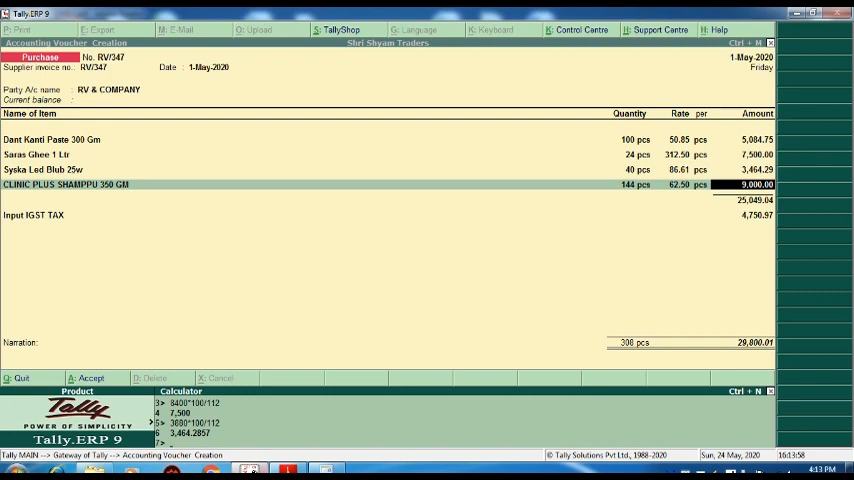 Tally.ERP 9
P: Print E: Export M: E-Mail O: Upload S: TallyShop G: Language K: Keyboard K: Control Centre H: Support Centre H: Help
Accounting Voucher Creation Shri Shyam Traders Ctrl + M
Purchase No. RV/347 1-May-2020
Supplier invoice no.: RV/347 Date : 1-May-2020 Friday
Party A/c name : RV & COMPANY
Current balance :
Name of Item Quantity Rate per Amount
Dant Kanti Paste 300 Gm 100 pcs 50.85 pcs 5,084.75
Saras Ghee 1 Ltr 24 pcs 312.50 pcs 7,500.00
Syska Led Blub 25w 40 pcs 86.61 pcs 3,464.29
CLINIC PLUS SHAMPPU 350 GM 144 pcs 62.50 pcs 9,000.00
25,049.04
Input IGST TAX 4,750.97
Narration: 308 pcs 29,800.01
Q: Quit A: Accept D: Delete X: Cancel
Product Calculator Ctrl + N
3> 8400*100/112
4 7,500
5> 3880*100/112
6 3,464.2857
7>
Tally
POWER OF SIMPLICITY
Tally.ERP 9
Tally MAIN --> Gateway of Tally --> Accounting Voucher Creation © Tally Solutions Pvt Ltd., 1988-2020 Sun, 24 May, 2020 16:13:58
4:13 PM